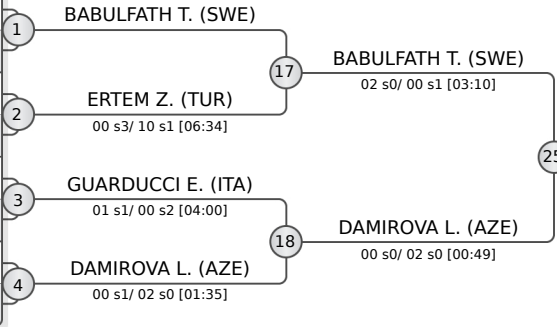 BABULFATH T. (SWE)
1
17
BABULFATH T. (SWE)
02 s0/ 00 s1 [03:10]
2
ERTEM Z. (TUR)
00 s3/ 10 s1 [06:34]
25
3
GUARDUCCI E. (ITA)
01 s1/ 00 s2 [04:00]
18
DAMIROVA L. (AZE)
00 s0/ 02 s0 [00:49]
4
DAMIROVA L. (AZE)
00 s1/ 02 s0 [01:35]